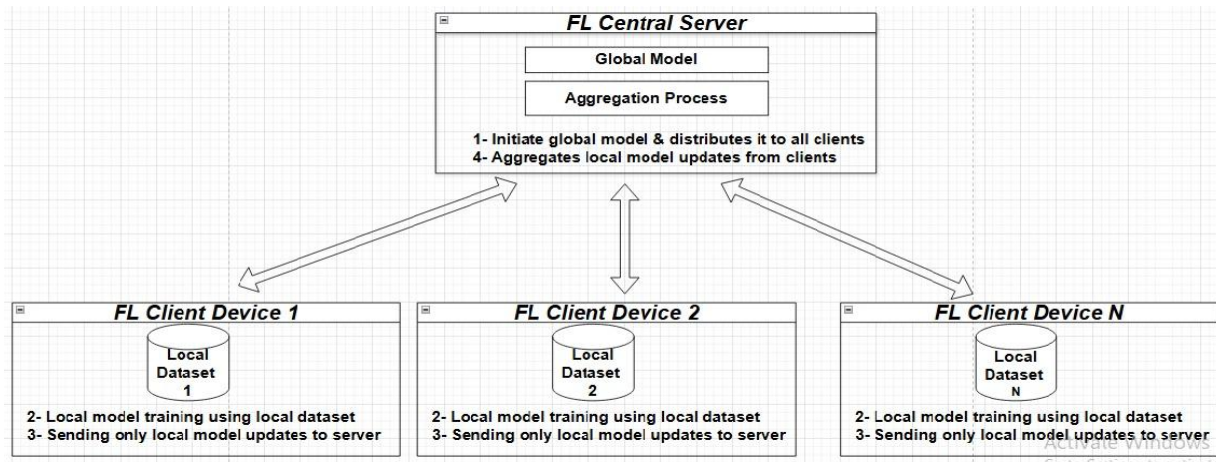 FL Central Server
Global Model
Aggregation Process
1- Initiate global model & distributes it to all clients
4- Aggregates local model updates from clients
FL Client Device 1
Local
Dataset
1
2- Local model training using local dataset
3- Sending only local model updates to server
FL Client Device 2
Local
Dataset
2
2- Local model training using local dataset
3- Sending only local model updates to server
FL Client Device N
Local
Dataset
N
2- Local model training using local dataset
3- Sending only local model updates to server
Activate Windows